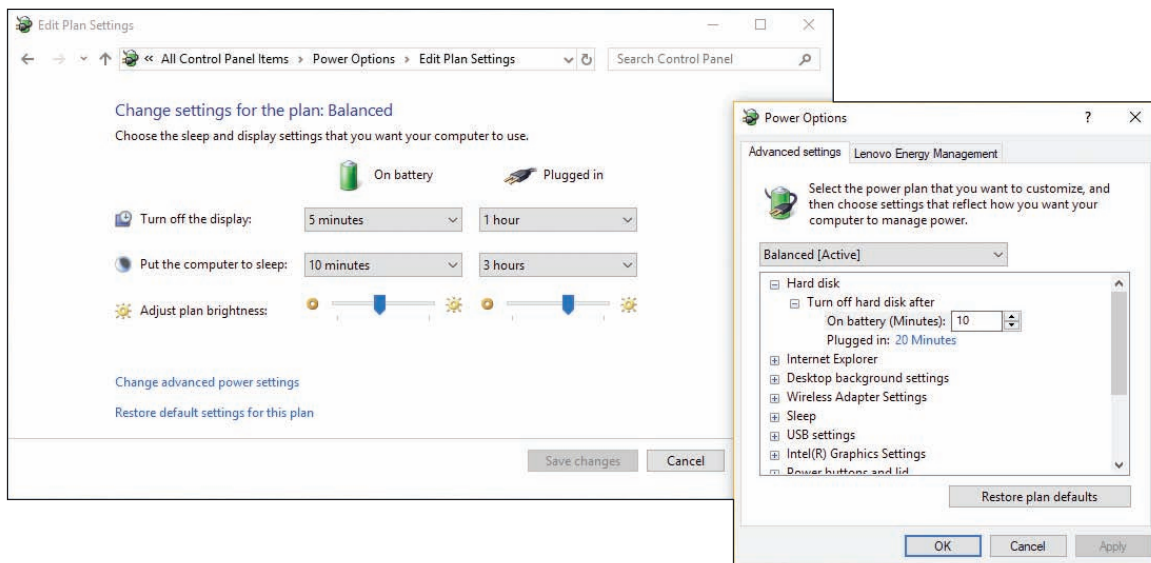 Edit Plan Settings
« All Control Panel Items > Power Options > Edit Plan Settings
Search Control Panel
Change settings for the plan: Balanced
Choose the sleep and display settings that you want your computer to use.
On battery Plugged in
Turn off the display: 5 minutes 1 hour
Put the computer to sleep: 10 minutes 3 hours
Adjust plan brightness:
Change advanced power settings
Restore default settings for this plan
Save changes Cancel
Power Options
Advanced settings Lenovo Energy Management
Select the power plan that you want to customize, and
then choose settings that reflect how you want your
computer to manage power.
Balanced [Active]
Hard disk
Turn off hard disk after
On battery (Minutes): 10
Plugged in: 20 Minutes
Internet Explorer
Desktop background settings
Wireless Adapter Settings
Sleep
USB settings
Intel(R) Graphics Settings
Power buttons and lid
Restore plan defaults
OK Cancel Apply